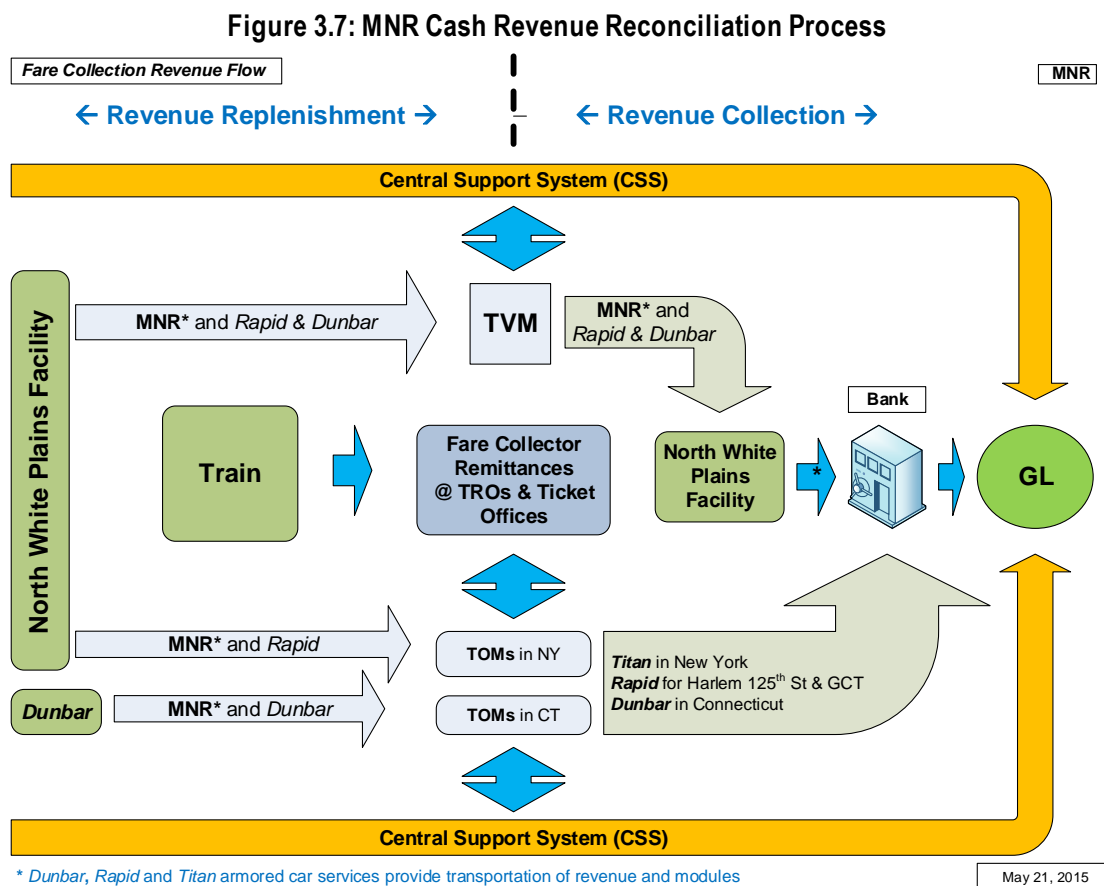 Figure 3.7: MNR Cash Revenue Reconciliation Process
Fare Collection Revenue Flow
MNR
← Revenue Replenishment →
← Revenue Collection →
Central Support System (CSS)
North White Plains Facility
MNR* and Rapid & Dunbar
TVM
MNR* and
Rapid & Dunbar
Bank
Train
Fare Collector
Remittances
@ TROs & Ticket
Offices
North White
Plains
Facility
*
GL
MNR* and Rapid
TOMs in NY
Titan in New York
Rapid for Harlem 125th St & GCT
Dunbar in Connecticut
Dunbar
MNR* and Dunbar
TOMs in CT
Central Support System (CSS)
* Dunbar, Rapid and Titan armored car services provide transportation of revenue and modules
May 21, 2015